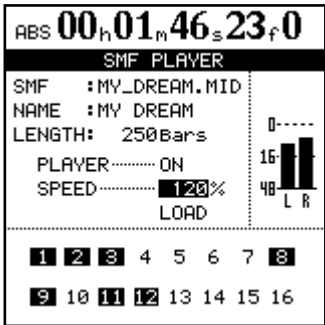 ABS 00h01m46s23f0
SMF PLAYER
SMF :MY_DREAM.MID
NAME :MY DREAM
LENGTH: 250Bars
PLAYER ON
SPEED 120%
LOAD
0
16
48
L R
1 2 3 4 5 6 7 8
9 10 11 12 13 14 15 16